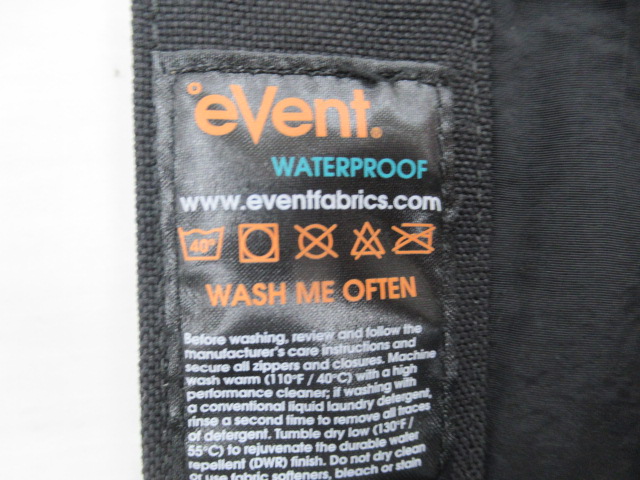 °eVent.
WATERPROOF
www.eventfabrics.com
40°
WASH ME OFTEN
Before washing, review and follow the
manufacturer's care instructions and
secure all zippers and closures. Machine
wash warm (110°F / 40°C) with a high
performance cleaner; if washing with
a conventional liquid laundry detergent,
rinse a second time to remove all traces
of detergent. Tumble dry low (130°F /
55°C) to rejuvenate the durable water
repellent (DWR) finish. Do not dry clean
or use fabric softeners, bleach or stain